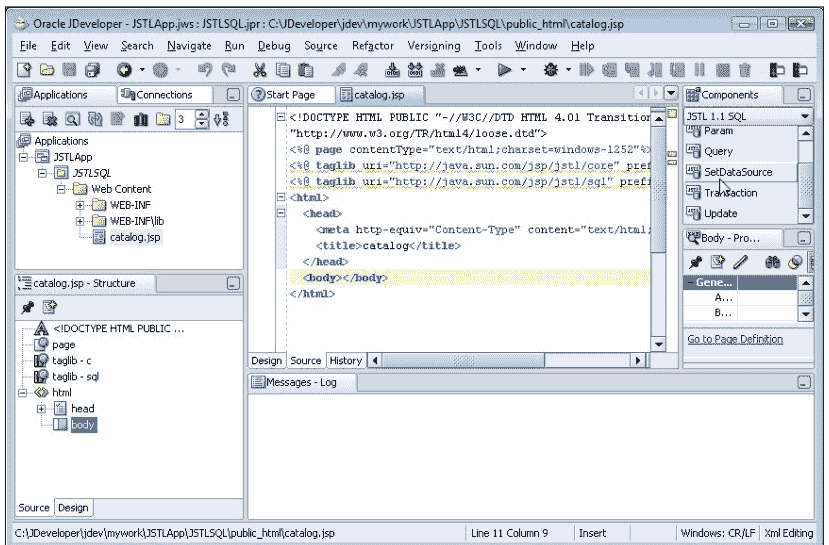 Oracle JDeveloper - JSTLApp.jws : JSTLSQL.jpr : C:\JDeveloper\jdev\mywork\JSTLApp\JSTLSQL\public_html\catalog.jsp
File Edit View Search Navigate Run Debug Source Refactor Versioning Tools Window Help
Applications Connections
3
Applications
JSTLApp
JSTLSQL
Web Content
WEB-INF
WEB-INF\lib
catalog.jsp
catalog.jsp - Structure
<!DOCTYPE HTML PUBLIC ...
page
taglib - c
taglib - sql
html
head
body
Source Design
Start Page catalog.jsp
<!DOCTYPE HTML PUBLIC "-//W3C//DTD HTML 4.01 Transition
"http://www.w3.org/TR/html4/loose.dtd">
<%@ page contentType="text/html;charset=windows-1252"%>
<%@ taglib uri="http://java.sun.com/jsp/jstl/core" pref
<%@ taglib uri="http://java.sun.com/jsp/jstl/sql" prefi
<html>
<head>
<meta http-equiv="Content-Type" content="text/html;
<title>catalog</title>
</head>
<body></body>
</html>
Design Source History
Messages - Log
Components
JSTL 1.1 SQL
Param
Query
SetDataSource
Transaction
Update
Body - Pro...
Gene...
A...
B...
Go to Page Definition
C:\JDeveloper\jdev\mywork\JSTLApp\JSTLSQL\public_html\catalog.jsp Line 11 Column 9 Insert Windows: CR/LF Xml Editing